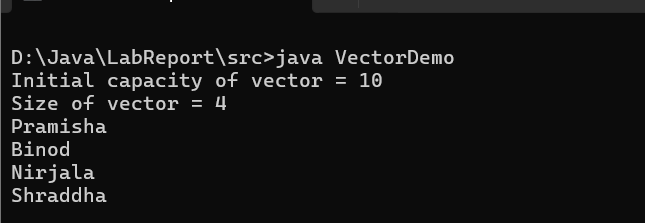 D:\Java\LabReport\src>java VectorDemo
Initial capacity of vector = 10
Size of vector = 4
Pramisha
Binod
Nirjala
Shraddha